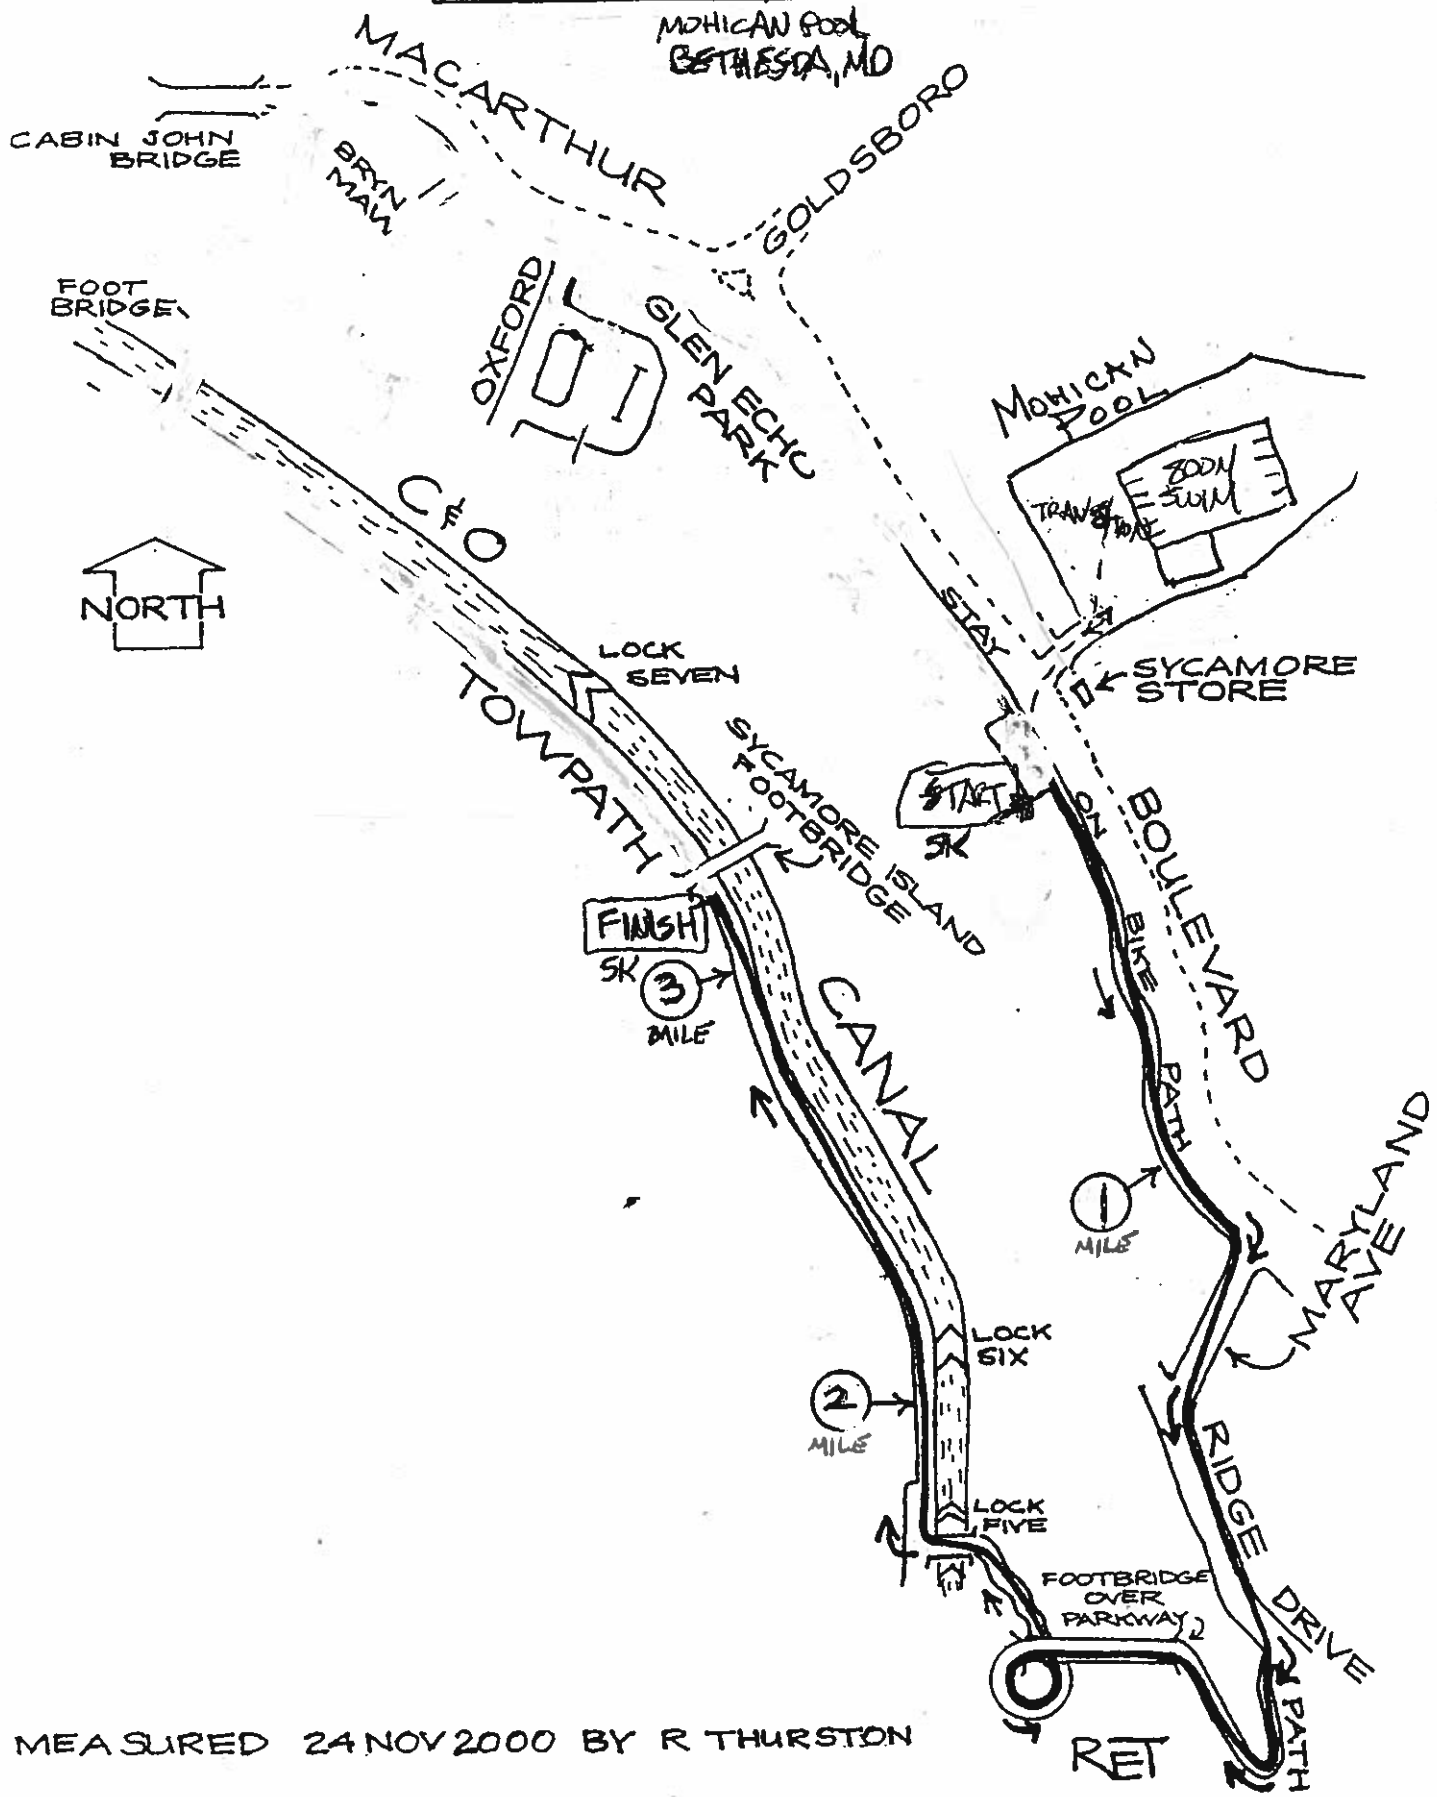 MOHICAN POOL
BETHESDA, MD
MACARTHUR
GOLDSBORO
CABIN JOHN
BRIDGE
BRYN
MAW
FOOT
BRIDGE
OXFORD
GLEN ECHO
PARK
MOHICAN
POOL
800M
SWIM
TRANSITION
C&O
NORTH
STAY
LOCK
SEVEN
SYCAMORE
STORE
TOWPATH
SYCAMORE ISLAND
FOOTBRIDGE
START
5K
ON
BOULEVARD
FINISH
5K
3
MILE
BIKE
CANAL
PATH
1
MILE
MARYLAND
AVE
LOCK
SIX
2
MILE
RIDGE
LOCK
FIVE
FOOTBRIDGE
OVER
PARKWAY
DRIVE
PATH
MEASURED 24 NOV 2000 BY R THURSTON
RET